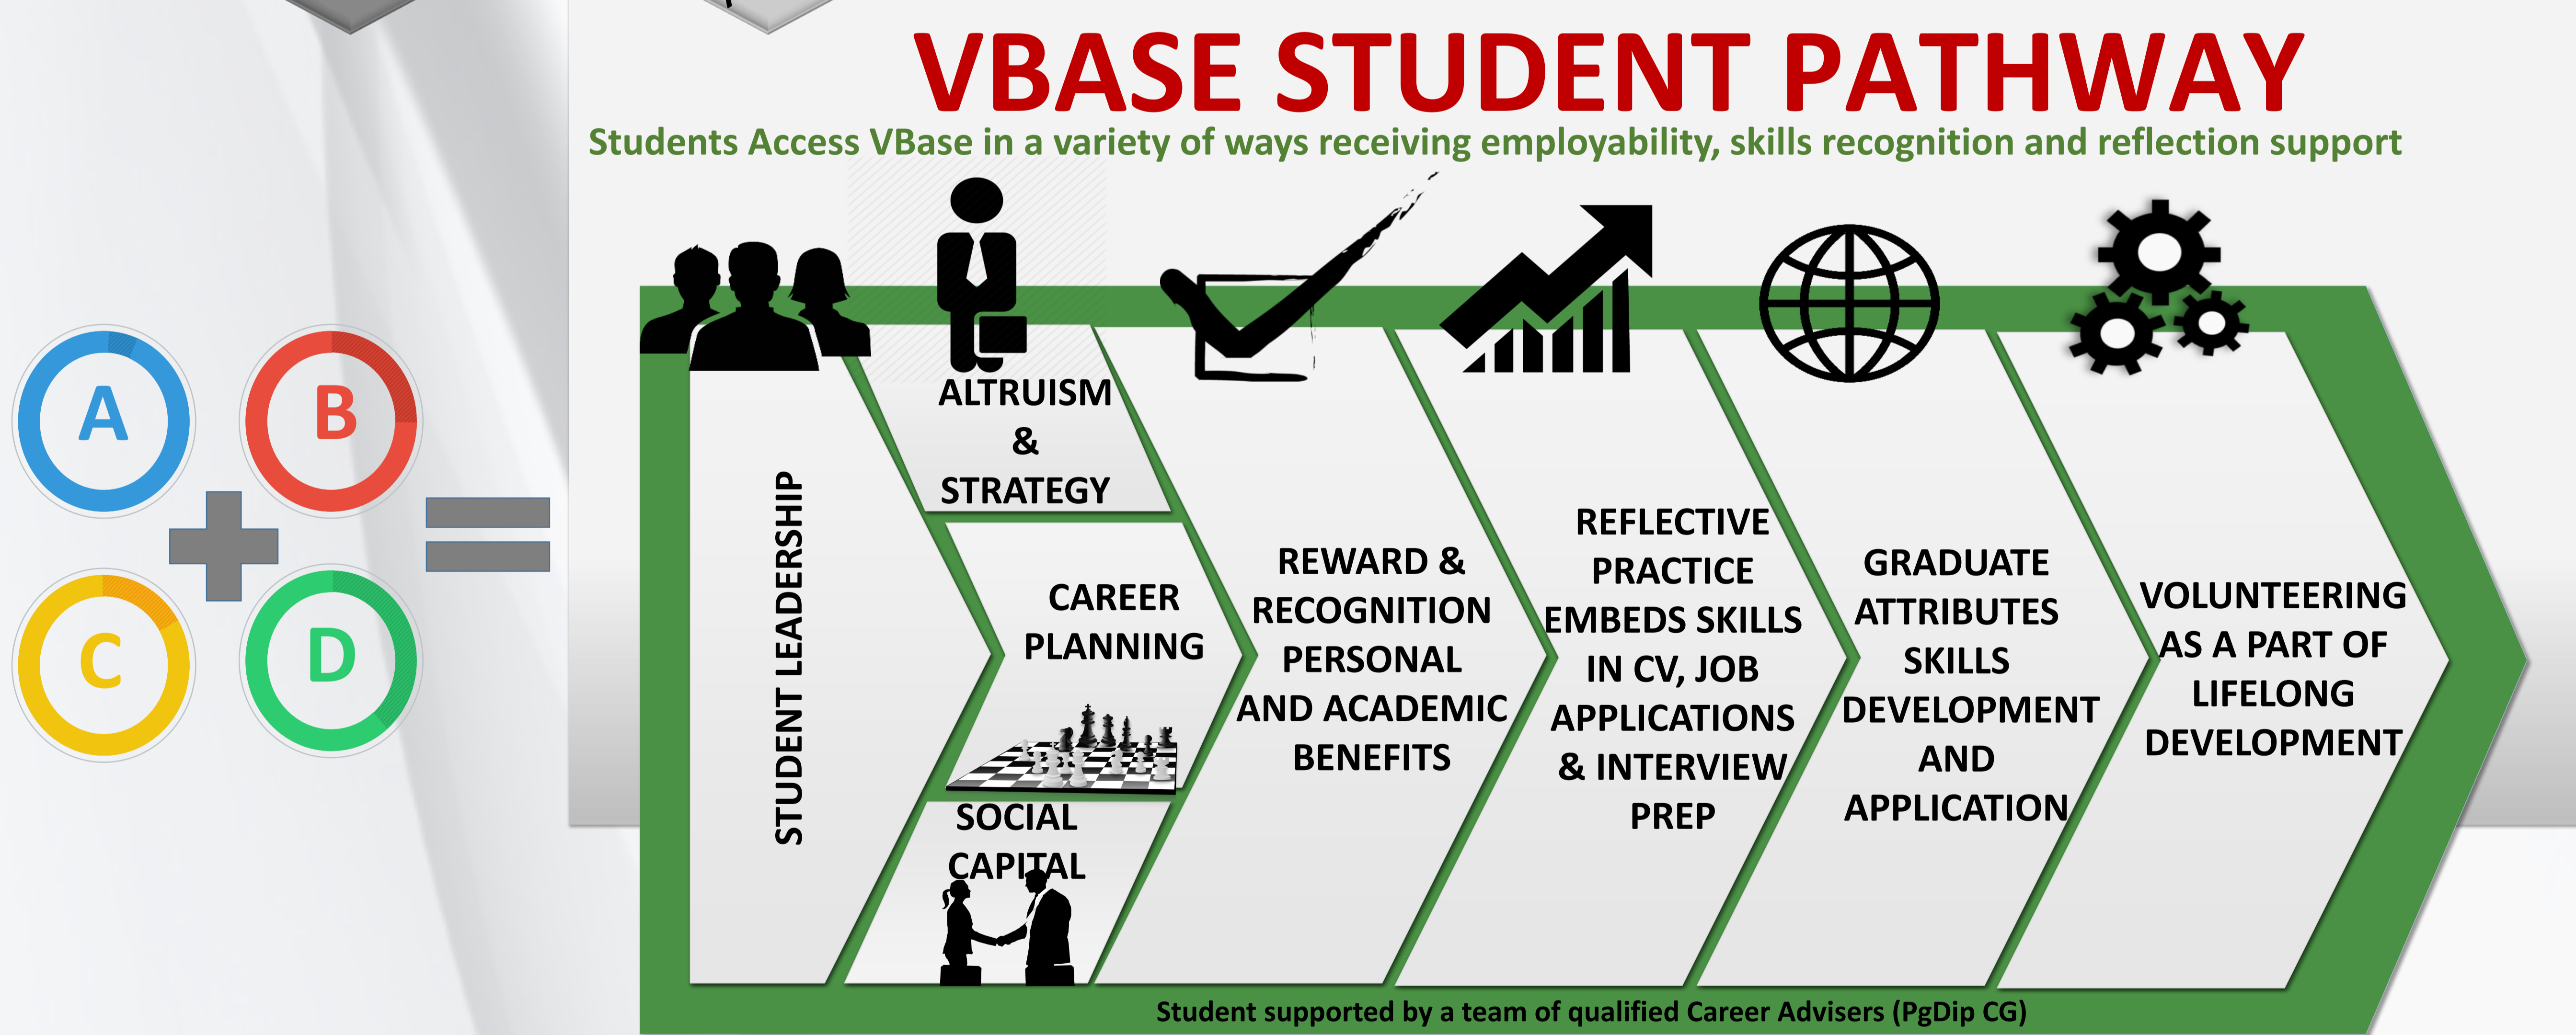 VBASE STUDENT PATHWAY
Students Access VBase in a variety of ways receiving employability, skills recognition and reflection support
A
B
C
D
STUDENT LEADERSHIP
ALTRUISM
&
STRATEGY
CAREER
PLANNING
SOCIAL
CAPITAL
REWARD &
RECOGNITION
PERSONAL
AND ACADEMIC
BENEFITS
REFLECTIVE
PRACTICE
EMBEDS SKILLS
IN CV, JOB
APPLICATIONS
& INTERVIEW
PREP
GRADUATE
ATTRIBUTES
SKILLS
DEVELOPMENT
AND
APPLICATION
VOLUNTEERING
AS A PART OF
LIFELONG
DEVELOPMENT
Student supported by a team of qualified Career Advisers (PgDip CG)